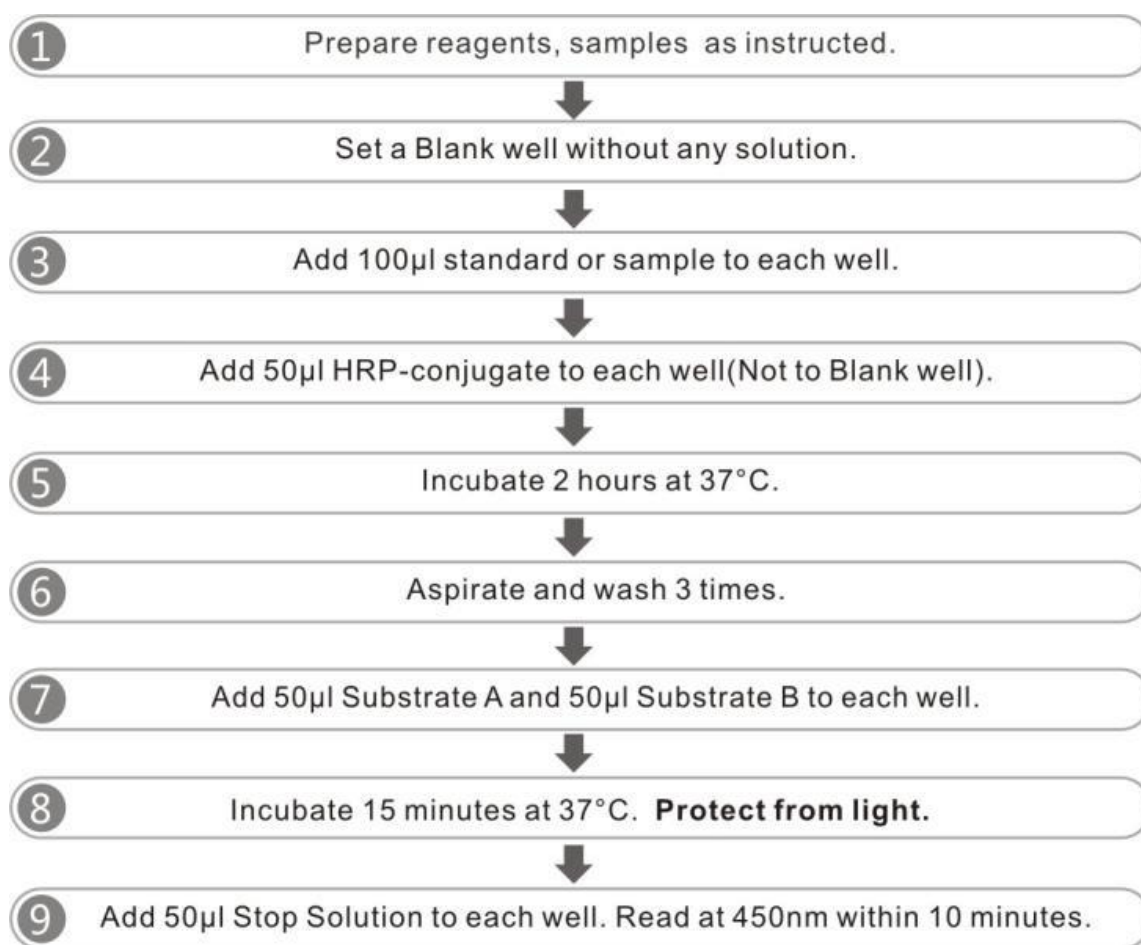 1 Prepare reagents, samples as instructed.
2 Set a Blank well without any solution.
3 Add 100μl standard or sample to each well.
4 Add 50μl HRP-conjugate to each well(Not to Blank well).
5 Incubate 2 hours at 37°C.
6 Aspirate and wash 3 times.
7 Add 50μl Substrate A and 50μl Substrate B to each well.
8 Incubate 15 minutes at 37°C. Protect from light.
9 Add 50μl Stop Solution to each well. Read at 450nm within 10 minutes.